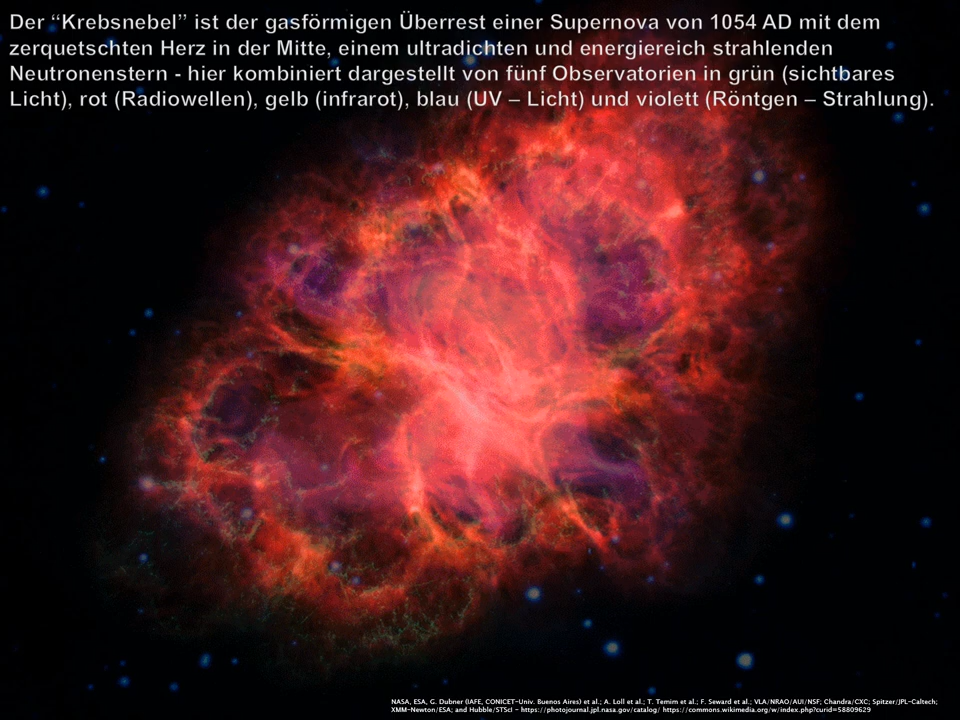 Der “Krebsnebel” ist der gasförmigen Überrest einer Supernova von 1054 AD mit dem
zerquetschten Herz in der Mitte, einem ultradichten und energiereich strahlenden
Neutronenstern - hier kombiniert dargestellt von fünf Observatorien in grün (sichtbares
Licht), rot (Radiowellen), gelb (infrarot), blau (UV – Licht) und violett (Röntgen – Strahlung).
NASA, ESA, G. Dubner (IAFE, CONICET-Univ. Buenos Aires) et al.; A. Loll et al.; T. Temim et al.; F. Seward et al.; VLA/NRAO/AUI/NSF; Chandra/CXC; Spitzer/JPL-Caltech;
XMM-Newton/ESA; and Hubble/STScI - https://photojournal.jpl.nasa.gov/catalog/ https://commons.wikimedia.org/w/index.php?curid=58809629